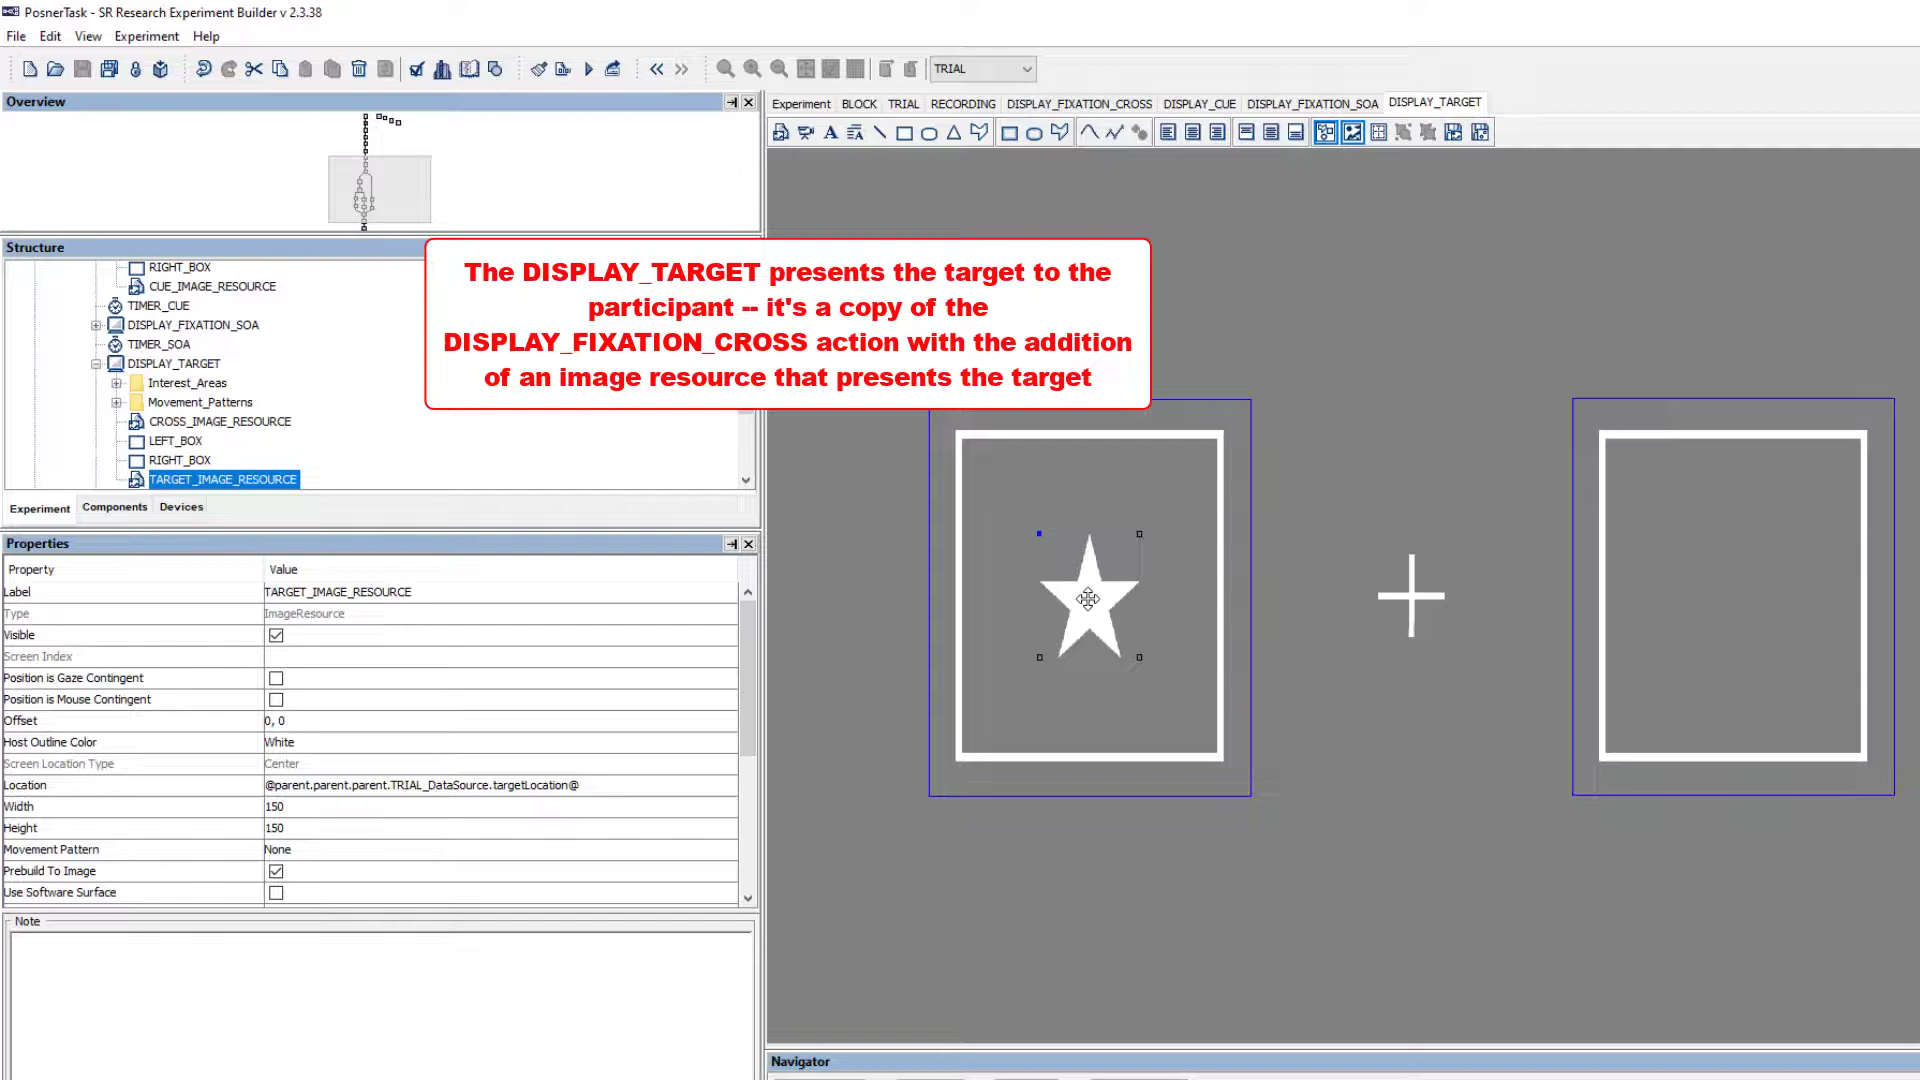 PosnerTask - SR Research Experiment Builder v 2.3.38
File Edit View Experiment Help
TRIAL
Overview
Experiment BLOCK TRIAL RECORDING DISPLAY_FIXATION_CROSS DISPLAY_CUE DISPLAY_FIXATION_SOA DISPLAY_TARGET
Structure
RIGHT_BOX
CUE_IMAGE_RESOURCE
TIMER_CUE
DISPLAY_FIXATION_SOA
TIMER_SOA
DISPLAY_TARGET
Interest_Areas
Movement_Patterns
CROSS_IMAGE_RESOURCE
LEFT_BOX
RIGHT_BOX
TARGET_IMAGE_RESOURCE
The DISPLAY_TARGET presents the target to the
participant -- it's a copy of the
DISPLAY_FIXATION_CROSS action with the addition
of an image resource that presents the target
Experiment Components Devices
Properties
Property Value
Label TARGET_IMAGE_RESOURCE
Type ImageResource
Visible
Screen Index
Position is Gaze Contingent
Position is Mouse Contingent
Offset 0, 0
Host Outline Color White
Screen Location Type Center
Location @parent.parent.parent.TRIAL_DataSource.targetLocation@
Width 150
Height 150
Movement Pattern None
Prebuild To Image
Use Software Surface
Note
Navigator